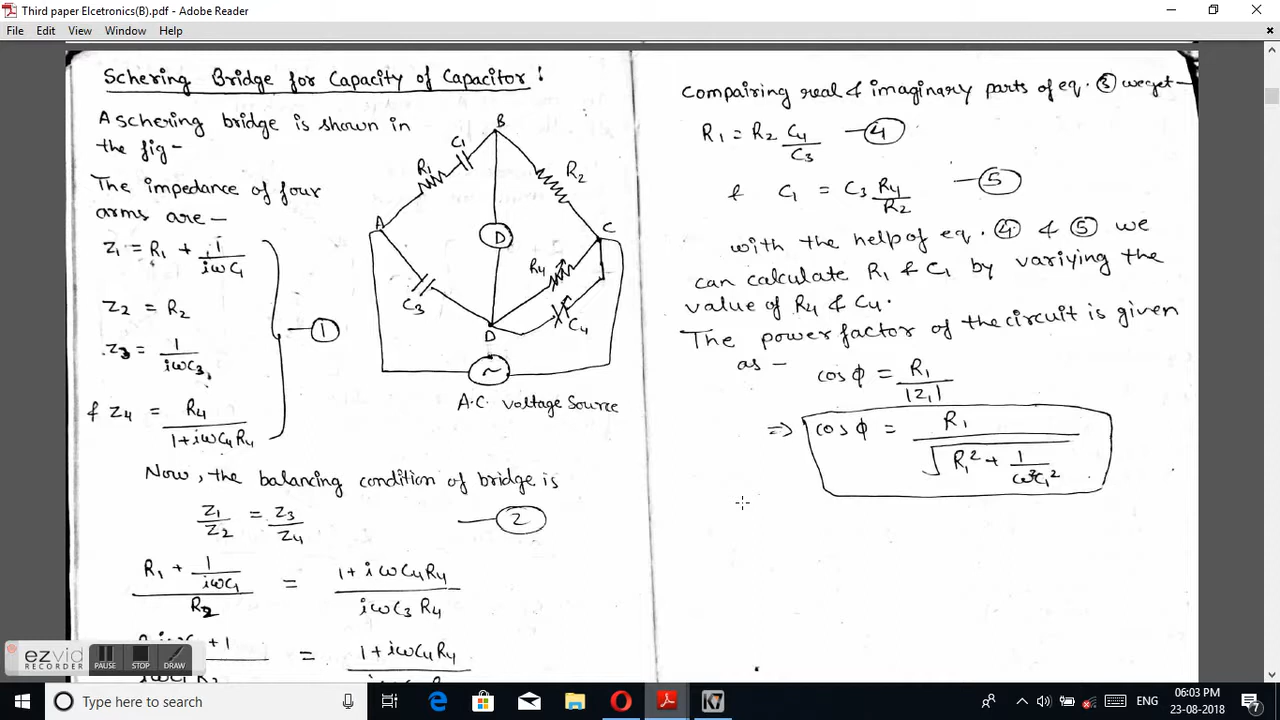 Third paper Elcetronics(B).pdf - Adobe Reader
File Edit View Window Help
Schering Bridge for Capacity of Capacitor :
A schering bridge is shown in
the fig -
The impedance of four
arms are -
Z1 = R1 + 1/iωC1
Z2 = R2
Z3 = 1/iωC3
& Z4 = R4/1+iωC4R4
1
B
C1
R1
R2
A
D
C
R4
C3
C4
D
~
A.C. voltage Source
Now, the balancing condition of bridge is
Z1/Z2 = Z3/Z4 — 2
R1 + 1/iωC1 / R2 = 1+iωC4R4 / iωC3R4
+1 = 1+iωC4R4
Compairing real & imaginary parts of eq. 3 we get -
R1 = R2 C4/C3 — 4
& C1 = C3 R4/R2 — 5
with the help of eq. 4 & 5 we
can calculate R1 & C1 by variying the
value of R4 & C4.
The power factor of the circuit is given
as -
cos ϕ = R1/|Z1|
⇒ cos ϕ = R1/√R1² + 1/ω²C1²
ezvid
RECORDER
PAUSE
STOP
DRAW
Type here to search
ENG
06:03 PM
23-08-2018
7